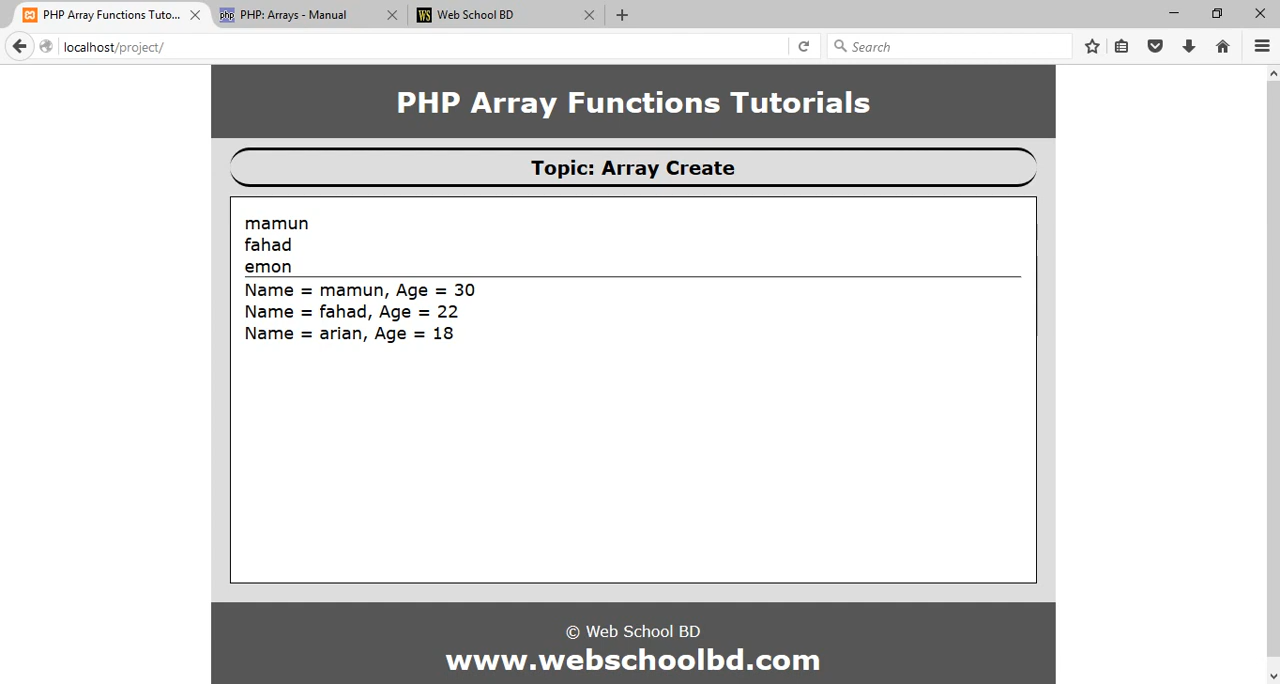 PHP Array Functions Tuto...
PHP: Arrays - Manual
Web School BD
localhost/project/
Search
PHP Array Functions Tutorials
Topic: Array Create
mamun
fahad
emon
Name = mamun, Age = 30
Name = fahad, Age = 22
Name = arian, Age = 18
© Web School BD
www.webschoolbd.com